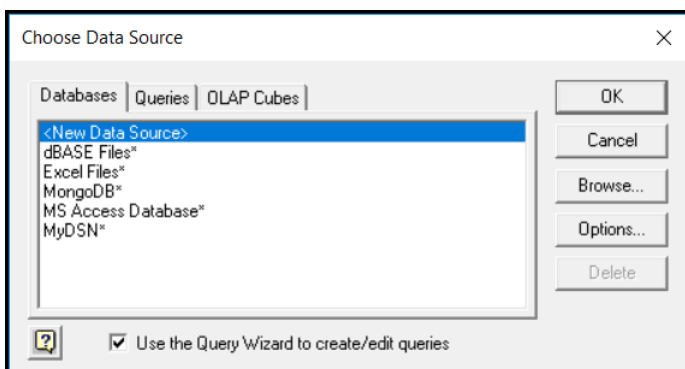 Choose Data Source
Databases Queries OLAP Cubes
<New Data Source>
dBASE Files*
Excel Files*
MongoDB*
MS Access Database*
MyDSN*
OK
Cancel
Browse...
Options...
Delete
Use the Query Wizard to create/edit queries